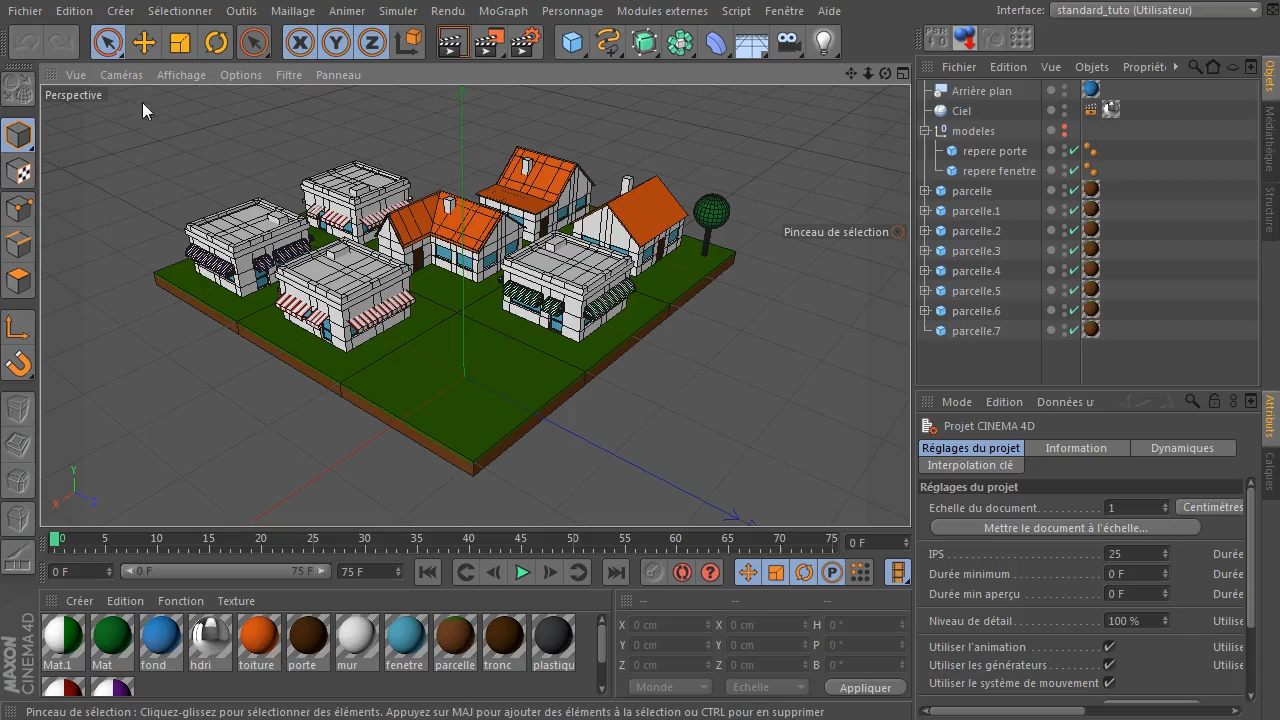 Fichier Edition Créer Sélectionner Outils Maillage Animer Simuler Rendu MoGraph Personnage Modules externes Script Fenêtre Aide Interface: standard_tuto (Utilisateur)
X Y Z PSR
Vue Caméras Affichage Options Filtre Panneau
Fichier Edition Vue Objets Propriét
Perspective
Arrière plan
Ciel
modeles
repere porte
repere fenetre
parcelle
parcelle.1
parcelle.2
parcelle.3
parcelle.4
parcelle.5
parcelle.6
parcelle.7
Objets
Médiathèque
Structure
Pinceau de sélection
Y
X Z
Mode Edition Données u
Projet CINEMA 4D
Réglages du projet Information Dynamiques
Interpolation clé
Réglages du projet
Echelle du document 1 Centimètres
Mettre le document à l'échelle...
IPS 25 Durée
Durée minimum 0 F Durée
Durée min aperçu 0 F Durée
Niveau de détail 100 % Utilise
Utiliser l'animation Utilise
Utiliser les générateurs Utilise
Utiliser le système de mouvement Utilise
Attributs
Calques
0 5 10 15 20 25 30 35 40 45 50 55 60 65 70 75 0 F
0 F 0 F 75 F 75 F
P
Créer Edition Fonction Texture
Mat.1 Mat fond hdri toiture porte mur fenetre parcelle tronc plastiqu
-- -- --
X 0 cm X 0 cm H 0 °
Y 0 cm Y 0 cm P 0 °
Z 0 cm Z 0 cm B 0 °
Monde Echelle Appliquer
MAXON
CINEMA 4D
Pinceau de sélection : Cliquez-glissez pour sélectionner des éléments. Appuyez sur MAJ pour ajouter des éléments à la sélection ou CTRL pour en supprimer